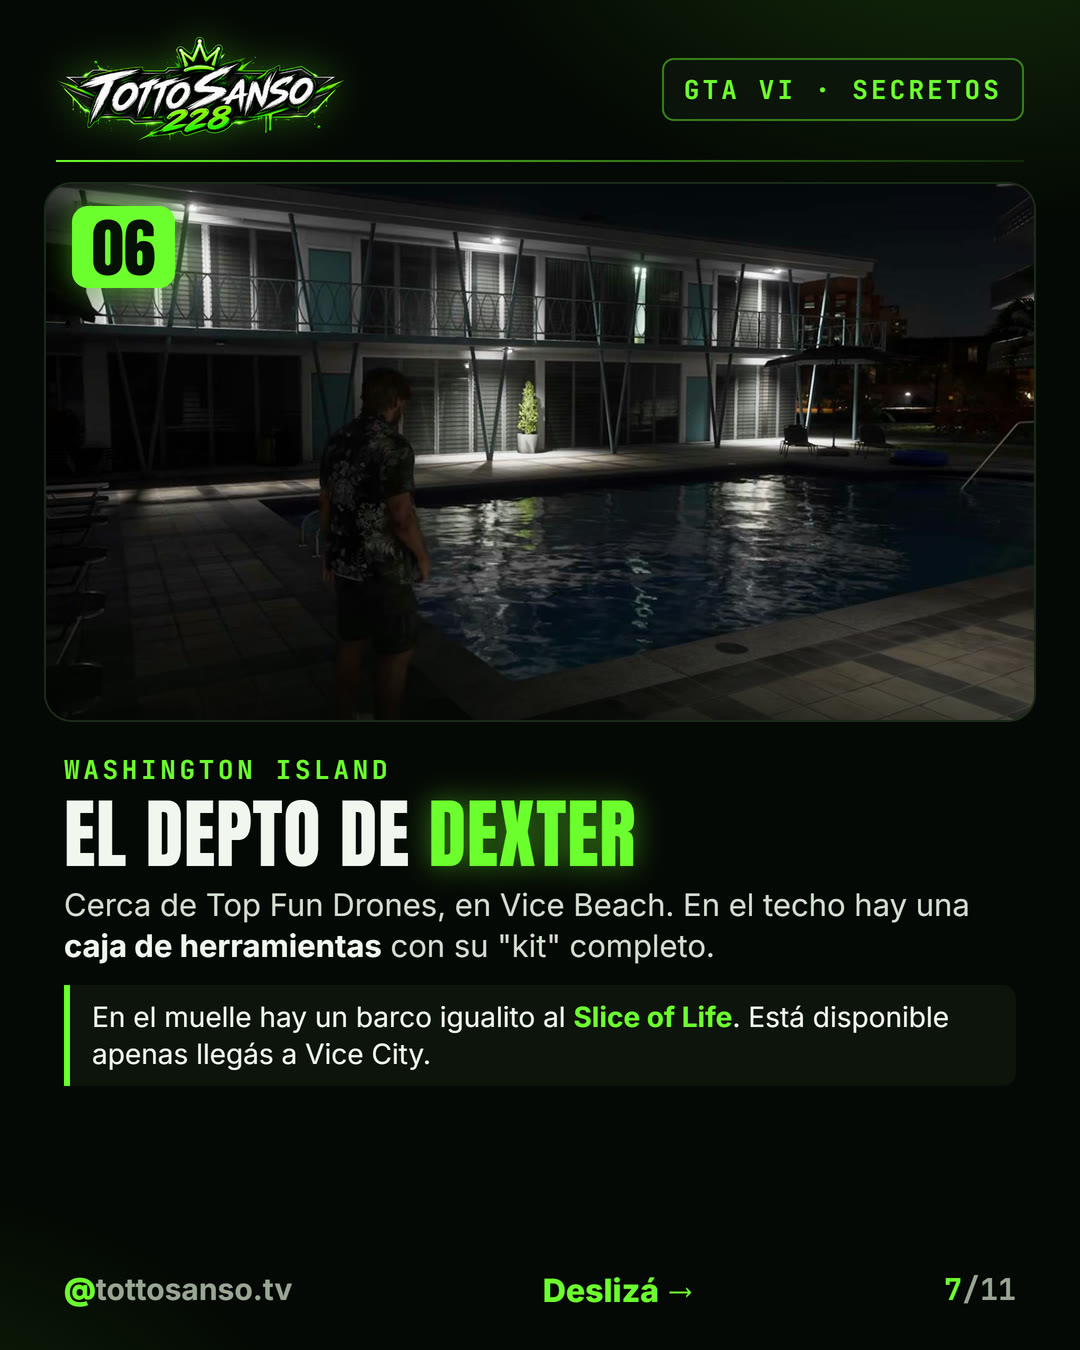 TOTTOSANSO
228
GTA VI · SECRETOS
06
WASHINGTON ISLAND
EL DEPTO DE DEXTER
Cerca de Top Fun Drones, en Vice Beach. En el techo hay una
caja de herramientas con su "kit" completo.
En el muelle hay un barco igualito al Slice of Life. Está disponible
apenas llegás a Vice City.
@tottosanso.tv
Deslizá →
7/11